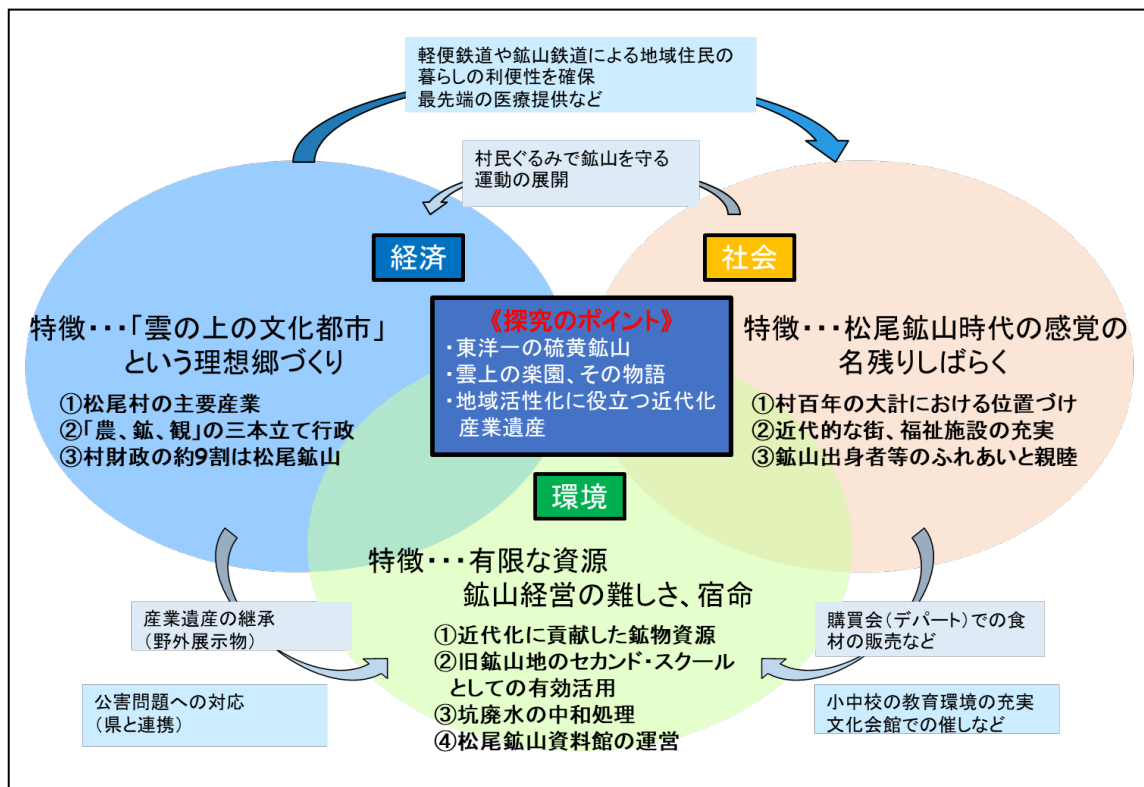 軽便鉄道や鉱山鉄道による地域住民の
暮らしの利便性を確保
最先端の医療提供など
村民ぐるみで鉱山を守る
運動の展開
経済
社会
特徴・・・「雲の上の文化都市」
という理想郷づくり
①松尾村の主要産業
②「農、鉱、観」の三本立て行政
③村財政の約9割は松尾鉱山
《探究のポイント》
・東洋一の硫黄鉱山
・雲上の楽園、その物語
・地域活性化に役立つ近代化
産業遺産
特徴・・・松尾鉱山時代の感覚の
名残りしばらく
①村百年の大計における位置づけ
②近代的な街、福祉施設の充実
③鉱山出身者等のふれあいと親睦
環境
特徴・・・有限な資源
鉱山経営の難しさ、宿命
①近代化に貢献した鉱物資源
②旧鉱山地のセカンド・スクール
としての有効活用
③坑廃水の中和処理
④松尾鉱山資料館の運営
産業遺産の継承
（野外展示物）
公害問題への対応
（県と連携）
購買会（デパート）での食
材の販売など
小中校の教育環境の充実
文化会館での催しなど